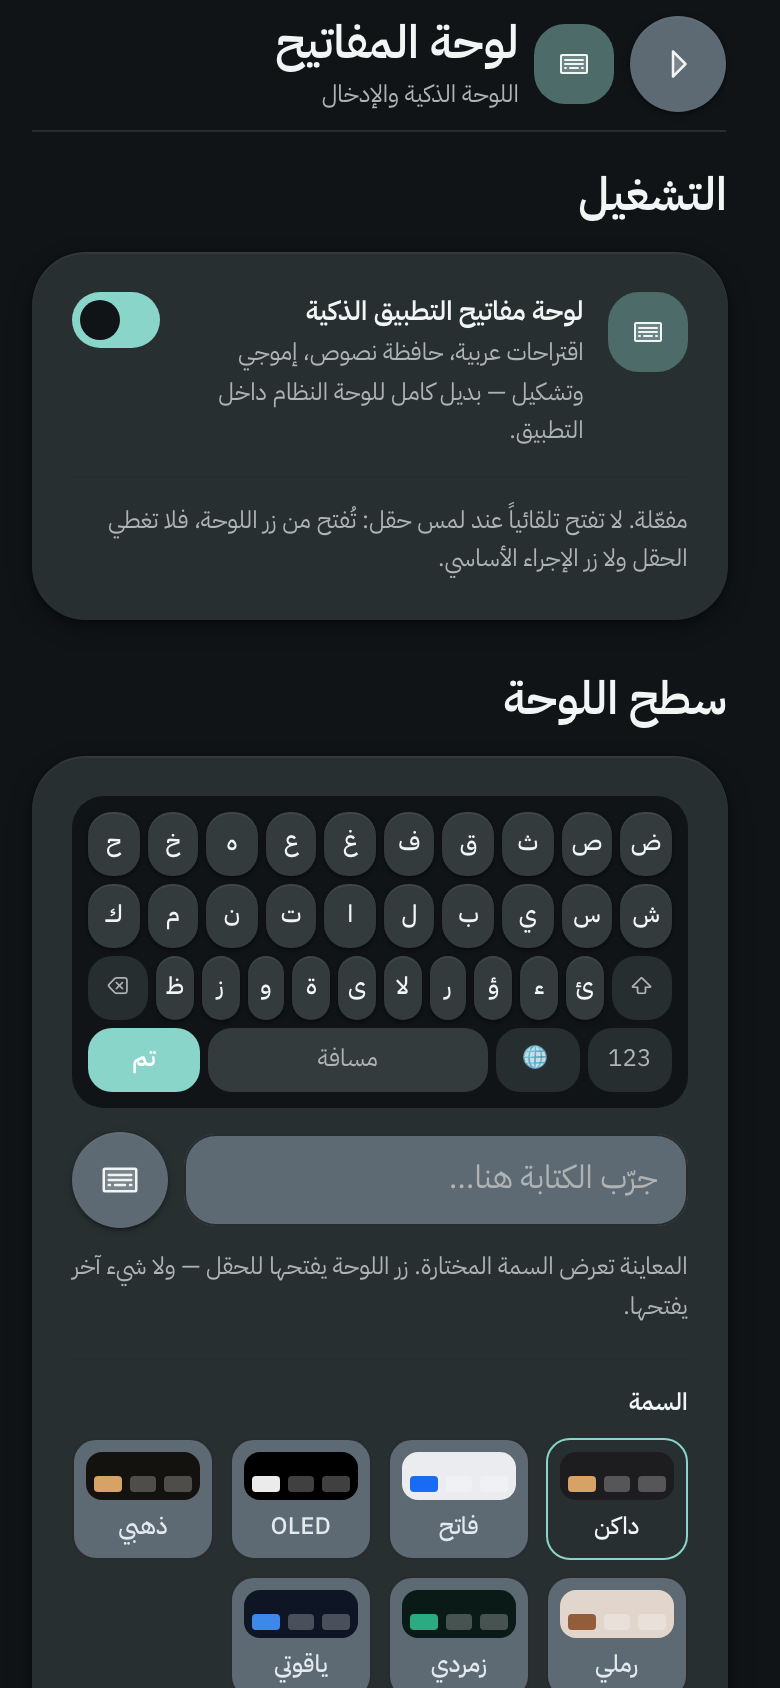 لوحة المفاتيح
اللوحة الذكية والإدخال
التشغيل
لوحة مفاتيح التطبيق الذكية
اقتراحات عربية، حافظة نصوص، إموجي
وتشكيل — بديل كامل للوحة النظام داخل
التطبيق.
مفعّلة. لا تفتح تلقائياً عند لمس حقل: تُفتح من زر اللوحة، فلا تغطي
الحقل ولا زر الإجراء الأساسي.
سطح اللوحة
ض ص ث ق ف غ ع ه خ ح
ش س ي ب ل ا ت ن م ك
ئ ء ؤ ر لا ى ة و ز ظ
123 مسافة تم
جرّب الكتابة هنا...
المعاينة تعرض السمة المختارة. زر اللوحة يفتحها للحقل — ولا شيء آخر
يفتحها.
السمة
داكن فاتح OLED ذهبي
رملي زمردي ياقوتي